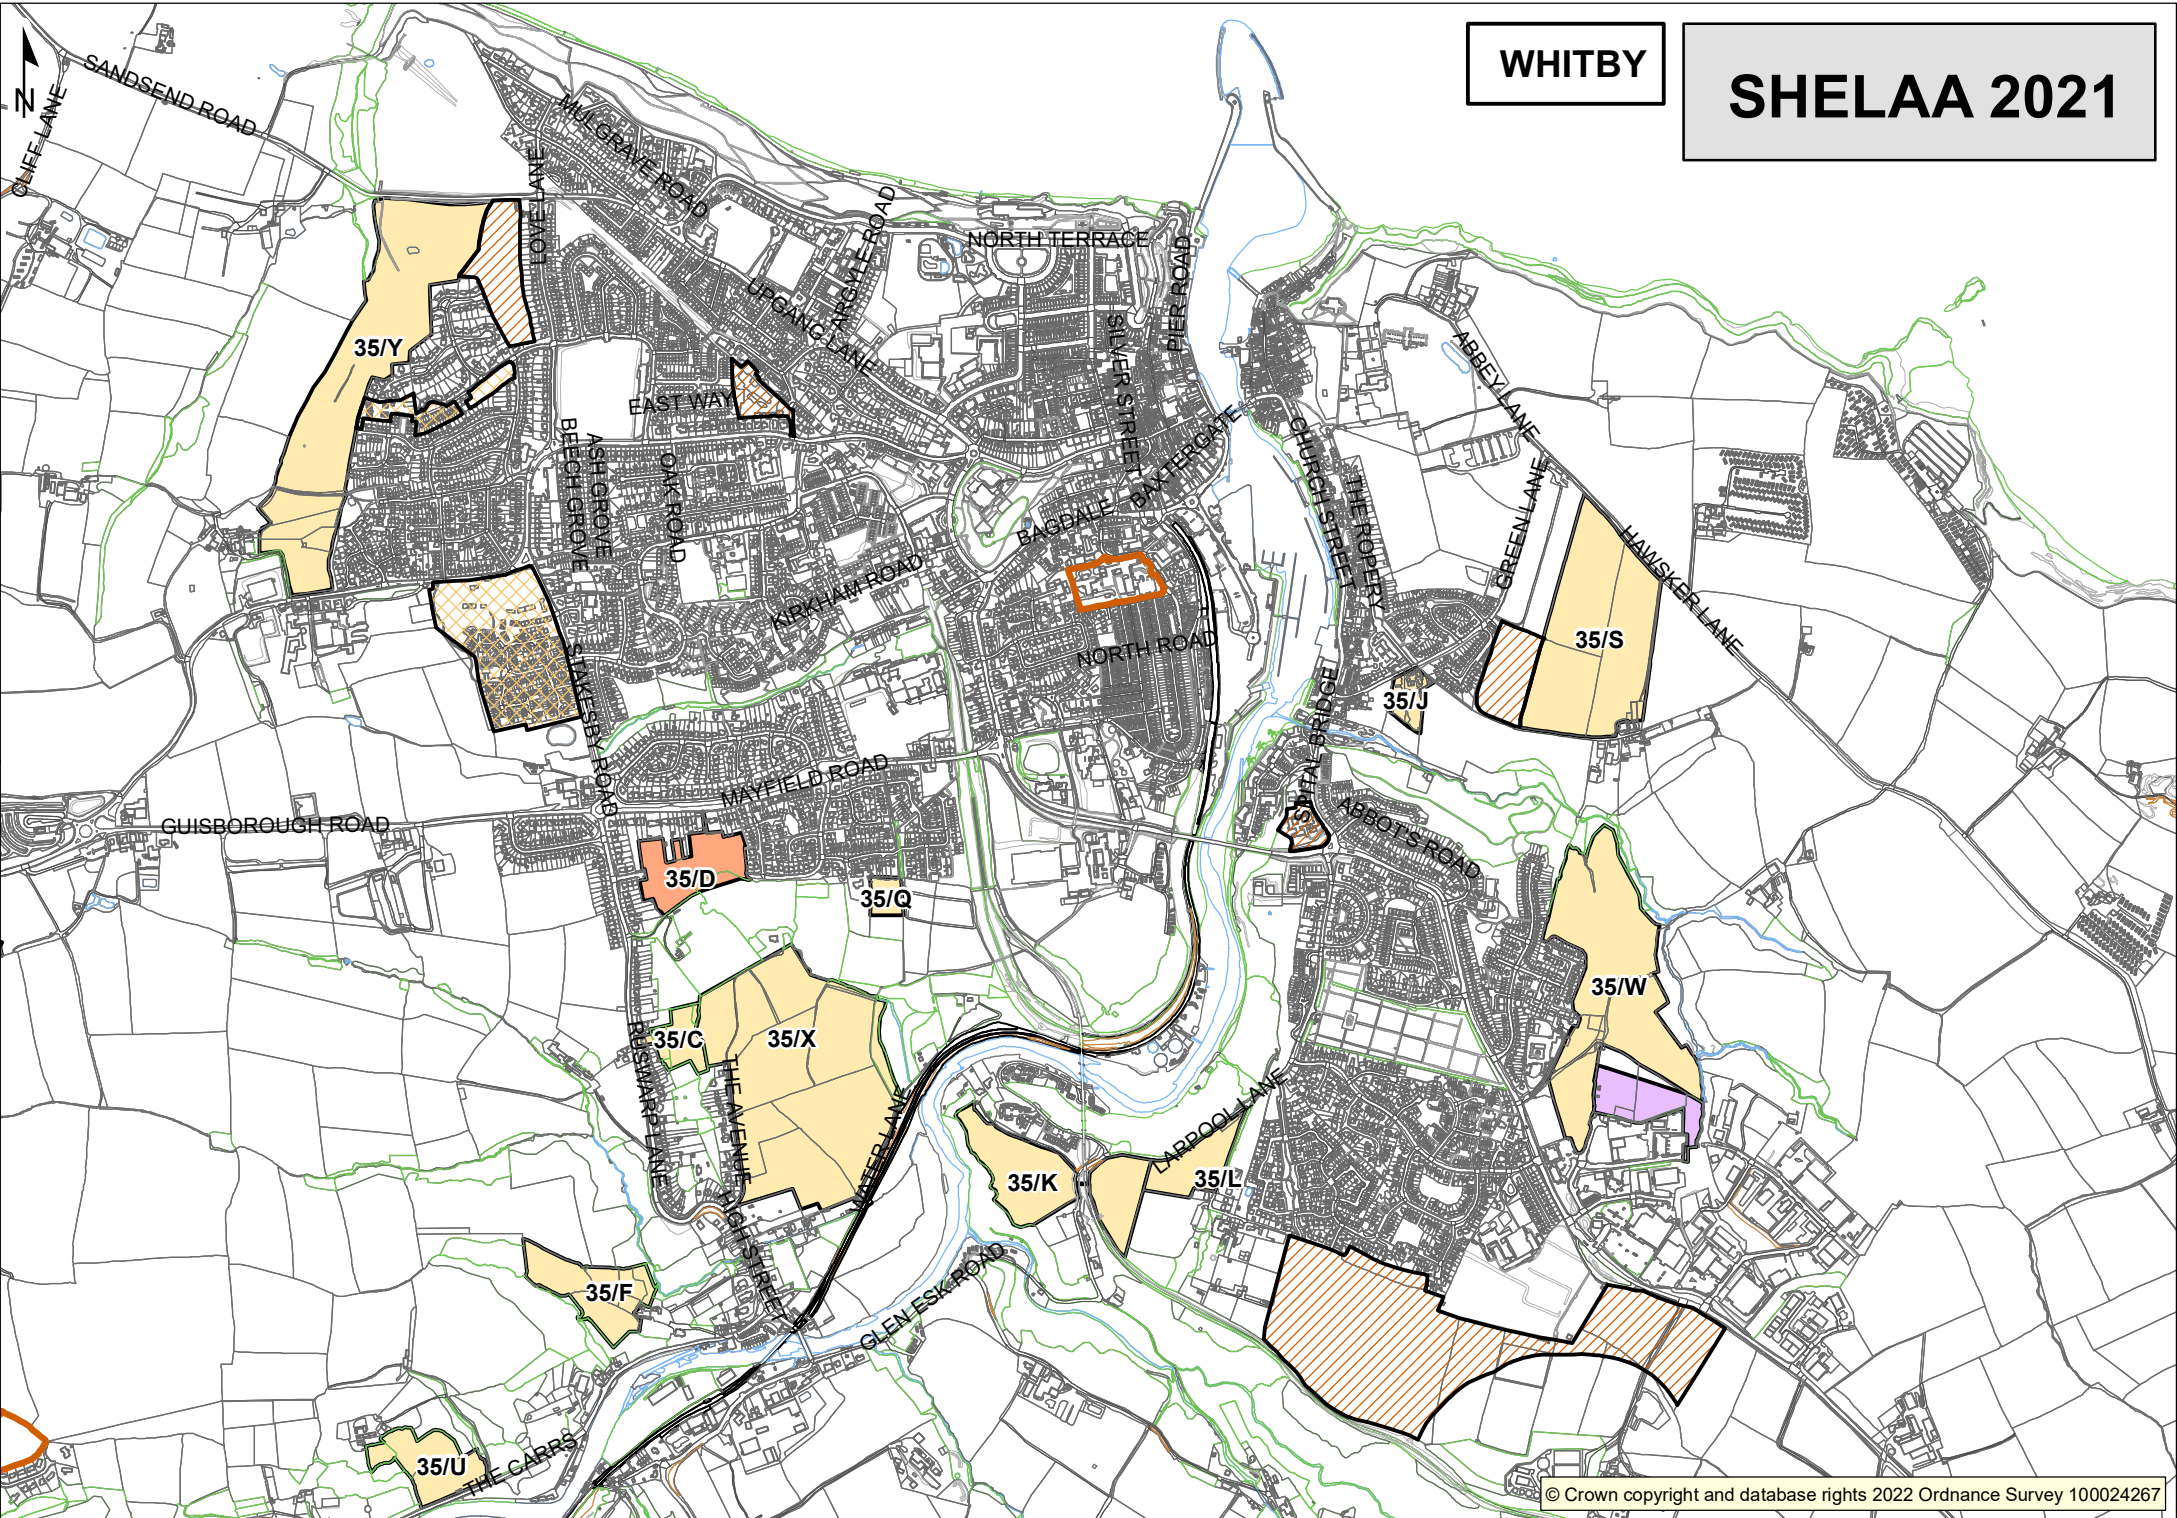 WHITBY
SHELAA 2021
N
SANDSEND ROAD
CLIFF LANE
MULGRAVE ROAD
LOVE LANE
ARGYLE ROAD
NORTH TERRACE
PIER ROAD
UPGANG LANE
SILVER STREET
35/Y
ABBEY LANE
EAST WAY
BEECH GROVE
ASH GROVE
OAK ROAD
BAXTERGATE
CHURCH STREET
THE ROPERY
GREEN LANE
BAGDALE
HAWSKER LANE
KIRKHAM ROAD
NORTH ROAD
35/S
STAKESBY ROAD
35/J
SPITAL BRIDGE
MAYFIELD ROAD
GUISBOROUGH ROAD
ABBOT'S ROAD
35/D
35/Q
35/W
35/C
35/X
RUSWARP LANE
THE AVENUE
WATER LANE
LARPOOL LANE
35/K
35/L
HIGH STREET
GLEN ESK ROAD
35/F
35/U
THE CARRS
© Crown copyright and database rights 2022 Ordnance Survey 100024267